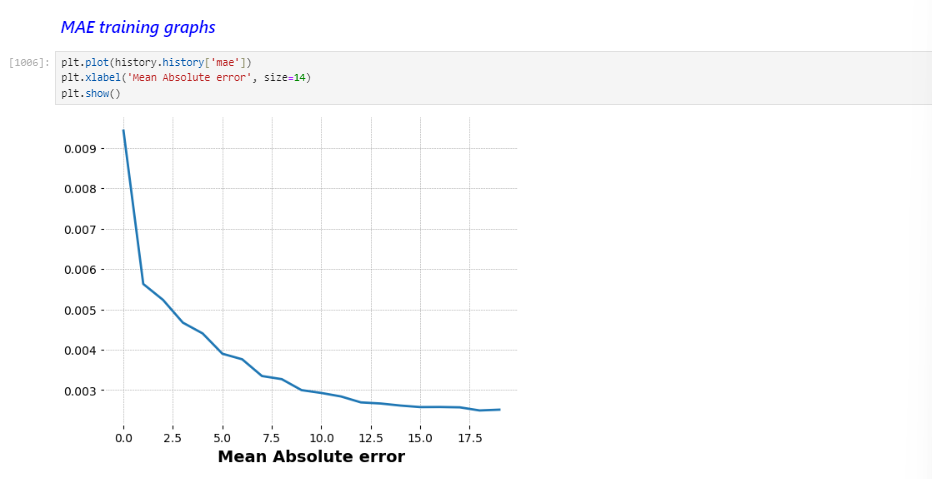 MAE training graphs
[1006]: plt.plot(history.history['mae'])
plt.xlabel('Mean Absolute error', size=14)
plt.show()
0.009
0.008
0.007
0.006
0.005
0.004
0.003
0.0 2.5 5.0 7.5 10.0 12.5 15.0 17.5
Mean Absolute error